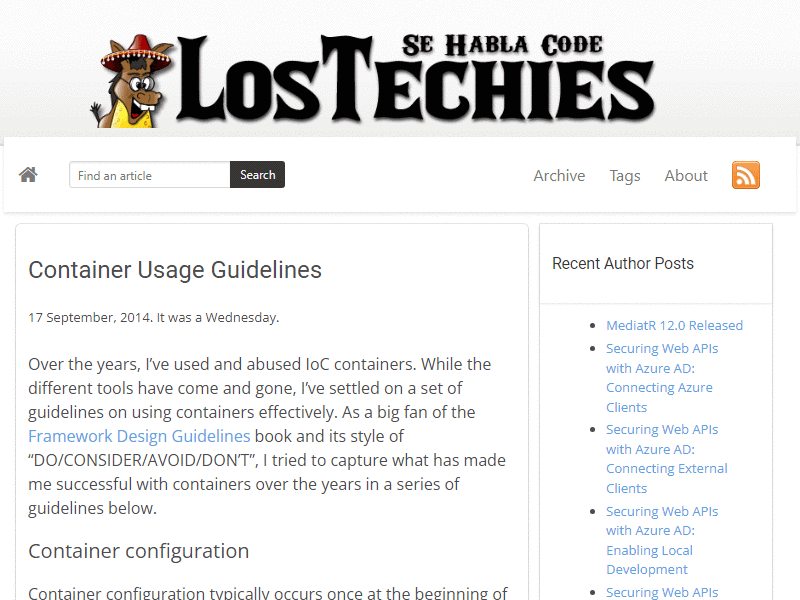 SE HABLA CODE
LOSTECHIES
Find an article
Search
Archive
Tags
About
Container Usage Guidelines
17 September, 2014. It was a Wednesday.
Over the years, I’ve used and abused IoC containers. While the
different tools have come and gone, I’ve settled on a set of
guidelines on using containers effectively. As a big fan of the
Framework Design Guidelines book and its style of
“DO/CONSIDER/AVOID/DON’T”, I tried to capture what has made
me successful with containers over the years in a series of
guidelines below.
Container configuration
Container configuration typically occurs once at the beginning of
Recent Author Posts
MediatR 12.0 Released
Securing Web APIs
with Azure AD:
Connecting Azure
Clients
Securing Web APIs
with Azure AD:
Connecting External
Clients
Securing Web APIs
with Azure AD:
Enabling Local
Development
Securing Web APIs